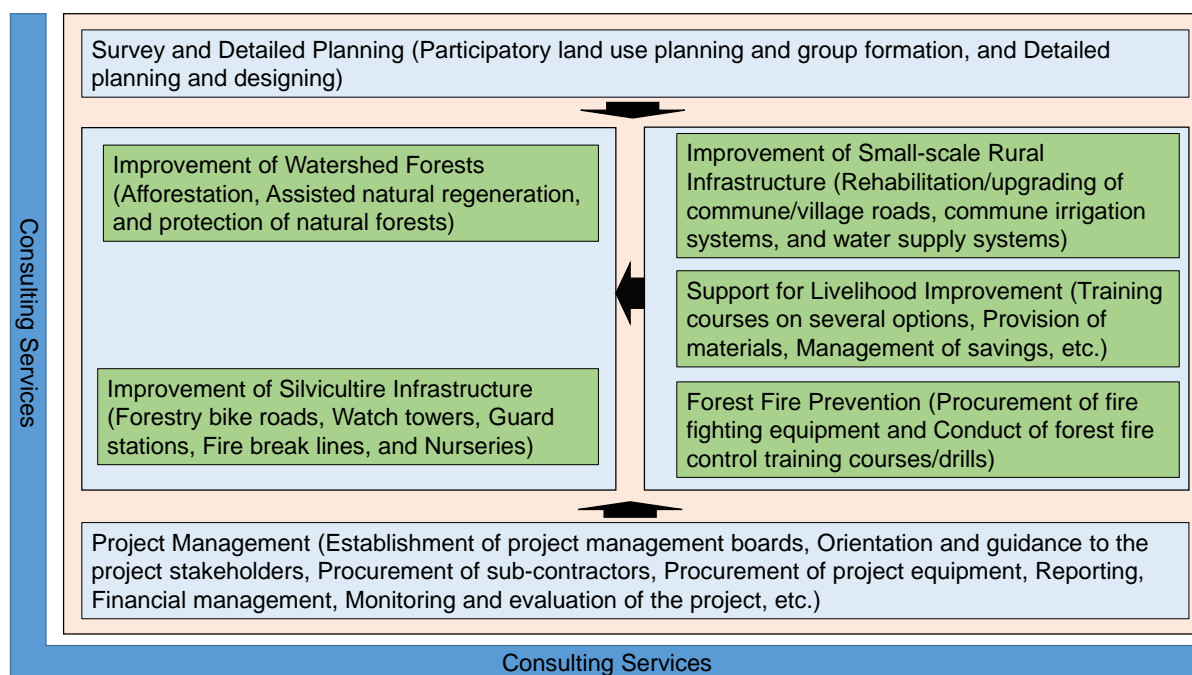 Consulting Services
Survey and Detailed Planning (Participatory land use planning and group formation, and Detailed
planning and designing)
Improvement of Watershed Forests
(Afforestation, Assisted natural regeneration,
and protection of natural forests)
Improvement of Silvicultire Infrastructure
(Forestry bike roads, Watch towers, Guard
stations, Fire break lines, and Nurseries)
Improvement of Small-scale Rural
Infrastructure (Rehabilitation/upgrading of
commune/village roads, commune irrigation
systems, and water supply systems)
Support for Livelihood Improvement (Training
courses on several options, Provision of
materials, Management of savings, etc.)
Forest Fire Prevention (Procurement of fire
fighting equipment and Conduct of forest fire
control training courses/drills)
Project Management (Establishment of project management boards, Orientation and guidance to the
project stakeholders, Procurement of sub-contractors, Procurement of project equipment, Reporting,
Financial management, Monitoring and evaluation of the project, etc.)
Consulting Services